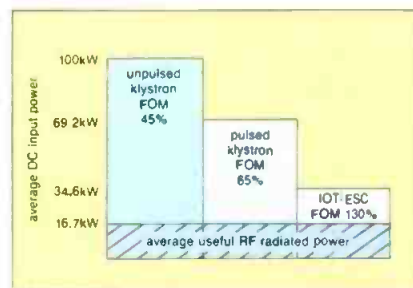 100kW
unpulsed
klystron
FOM
45%
69.2kW
pulsed
klystron
FOM
65%
34.6kW
IOT-ESC
FOM 130%
16.7kW
average useful RF radiated power
average DC input power